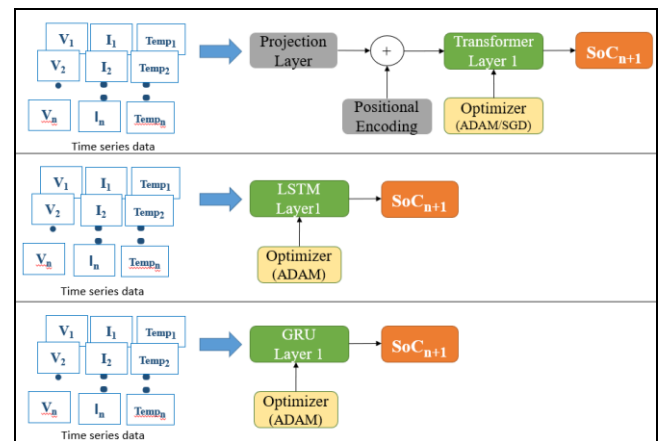 V₁ I₁ Temp₁
V₂ I₂ Temp₂
Vₙ Iₙ Tempₙ
Time series data
Projection
Layer
+
Positional
Encoding
Transformer
Layer 1
Optimizer
(ADAM/SGD)
SoCₙ₊₁
V₁ I₁ Temp₁
V₂ I₂ Temp₂
Vₙ Iₙ Tempₙ
Time series data
LSTM
Layer1
Optimizer
(ADAM)
SoCₙ₊₁
V₁ I₁ Temp₁
V₂ I₂ Temp₂
Vₙ Iₙ Tempₙ
Time series data
GRU
Layer 1
Optimizer
(ADAM)
SoCₙ₊₁